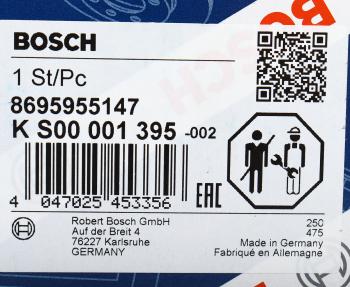 BOSCH
1 St/Pc
8695955147
K S00 001 395 -002
4 047025 453356
EAC
Robert Bosch GmbH
Auf der Breit 4
76227 Karlsruhe
GERMANY
250
475
Made in Germany
Fabriqué en Allemagne